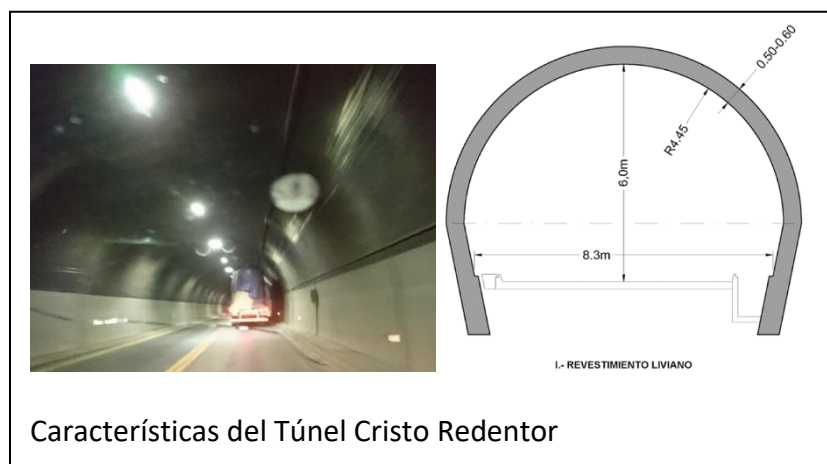 0.50-0.60
R4.45
6,0m
8.3m
I.- REVESTIMIENTO LIVIANO
Características del Túnel Cristo Redentor